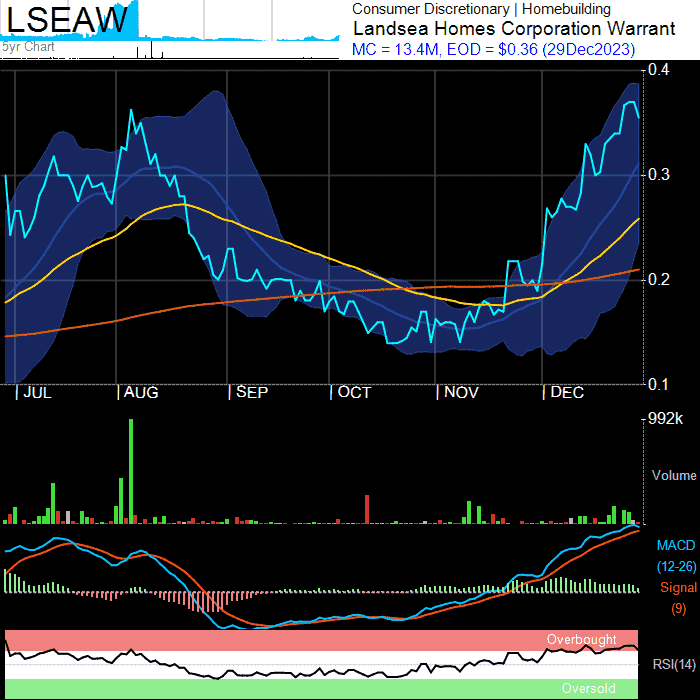 LSEAW
5yr Chart
Consumer Discretionary | Homebuilding
Landsea Homes Corporation Warrant
MC = 13.4M, EOD = $0.36 (29Dec2023)
0.4
0.3
0.2
0.1
JUL AUG SEP OCT NOV DEC
992k
Volume
MACD
(12-26)
Signal
(9)
Overbought
RSI(14)
Oversold